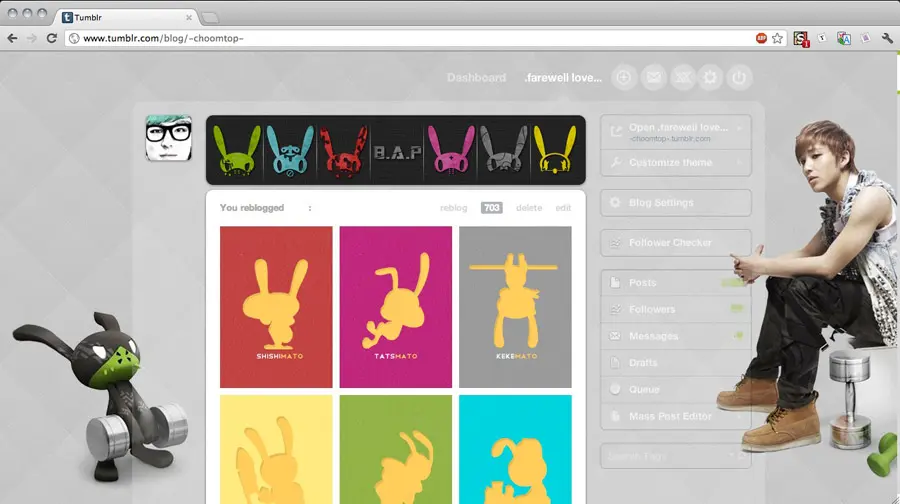 Tumblr
www.tumblr.com/blog/-choomtop-
Dashboard .farewell love...
B.A.P
You reblogged :
reblog 703 delete edit
SHISHIMATO
TATSMATO
KEKEMATO
Open .farewell love...
-choomtop-.tumblr.com
Customize theme
Blog Settings
Follower Checker
Posts
Followers
Messages
Drafts
Queue
Mass Post Editor
Search Tags